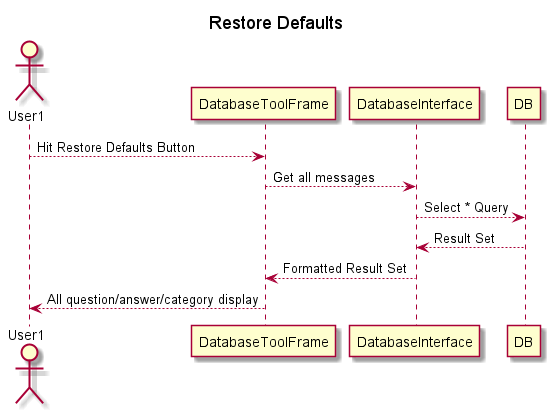 Restore Defaults
User1
DatabaseToolFrame
DatabaseInterface
DB
Hit Restore Defaults Button
Get all messages
Select * Query
Result Set
Formatted Result Set
All question/answer/category display
User1
DatabaseToolFrame
DatabaseInterface
DB